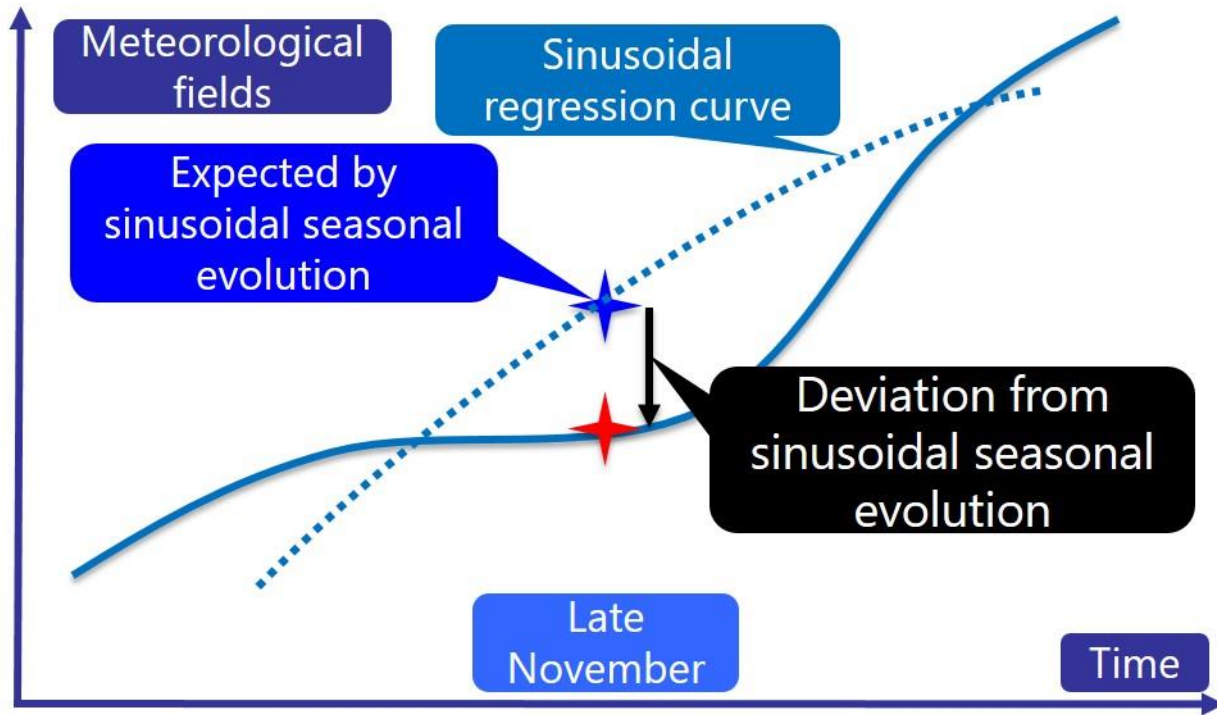 Meteorological
fields
Sinusoidal
regression curve
Expected by
sinusoidal seasonal
evolution
Deviation from
sinusoidal seasonal
evolution
Late
November
Time